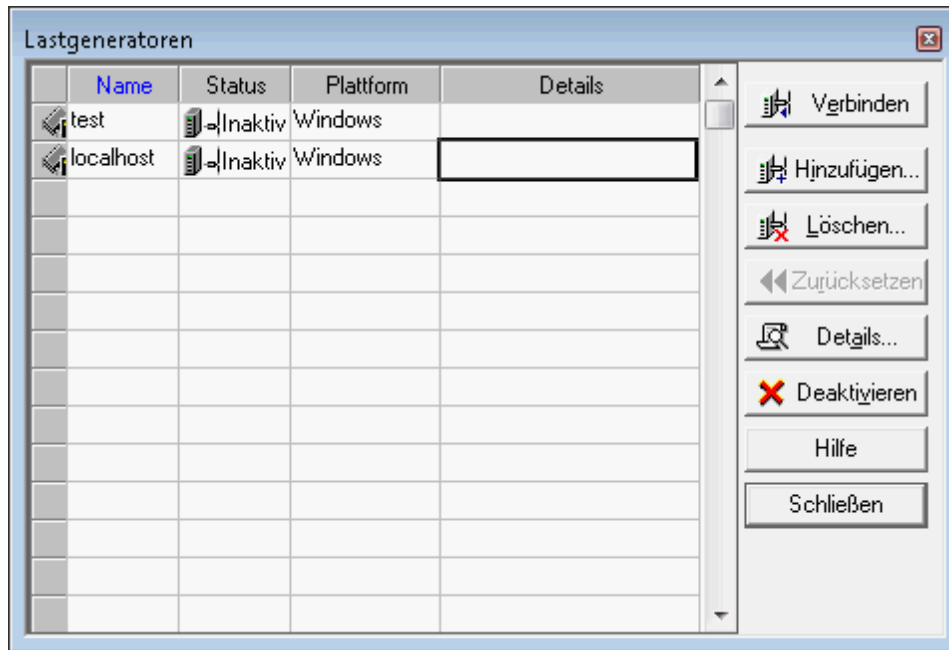 Lastgeneratoren
Name Status Plattform Details
test Inaktiv Windows
localhost Inaktiv Windows
Verbinden
Hinzufügen...
Löschen...
Zurücksetzen
Details...
Deaktivieren
Hilfe
Schließen